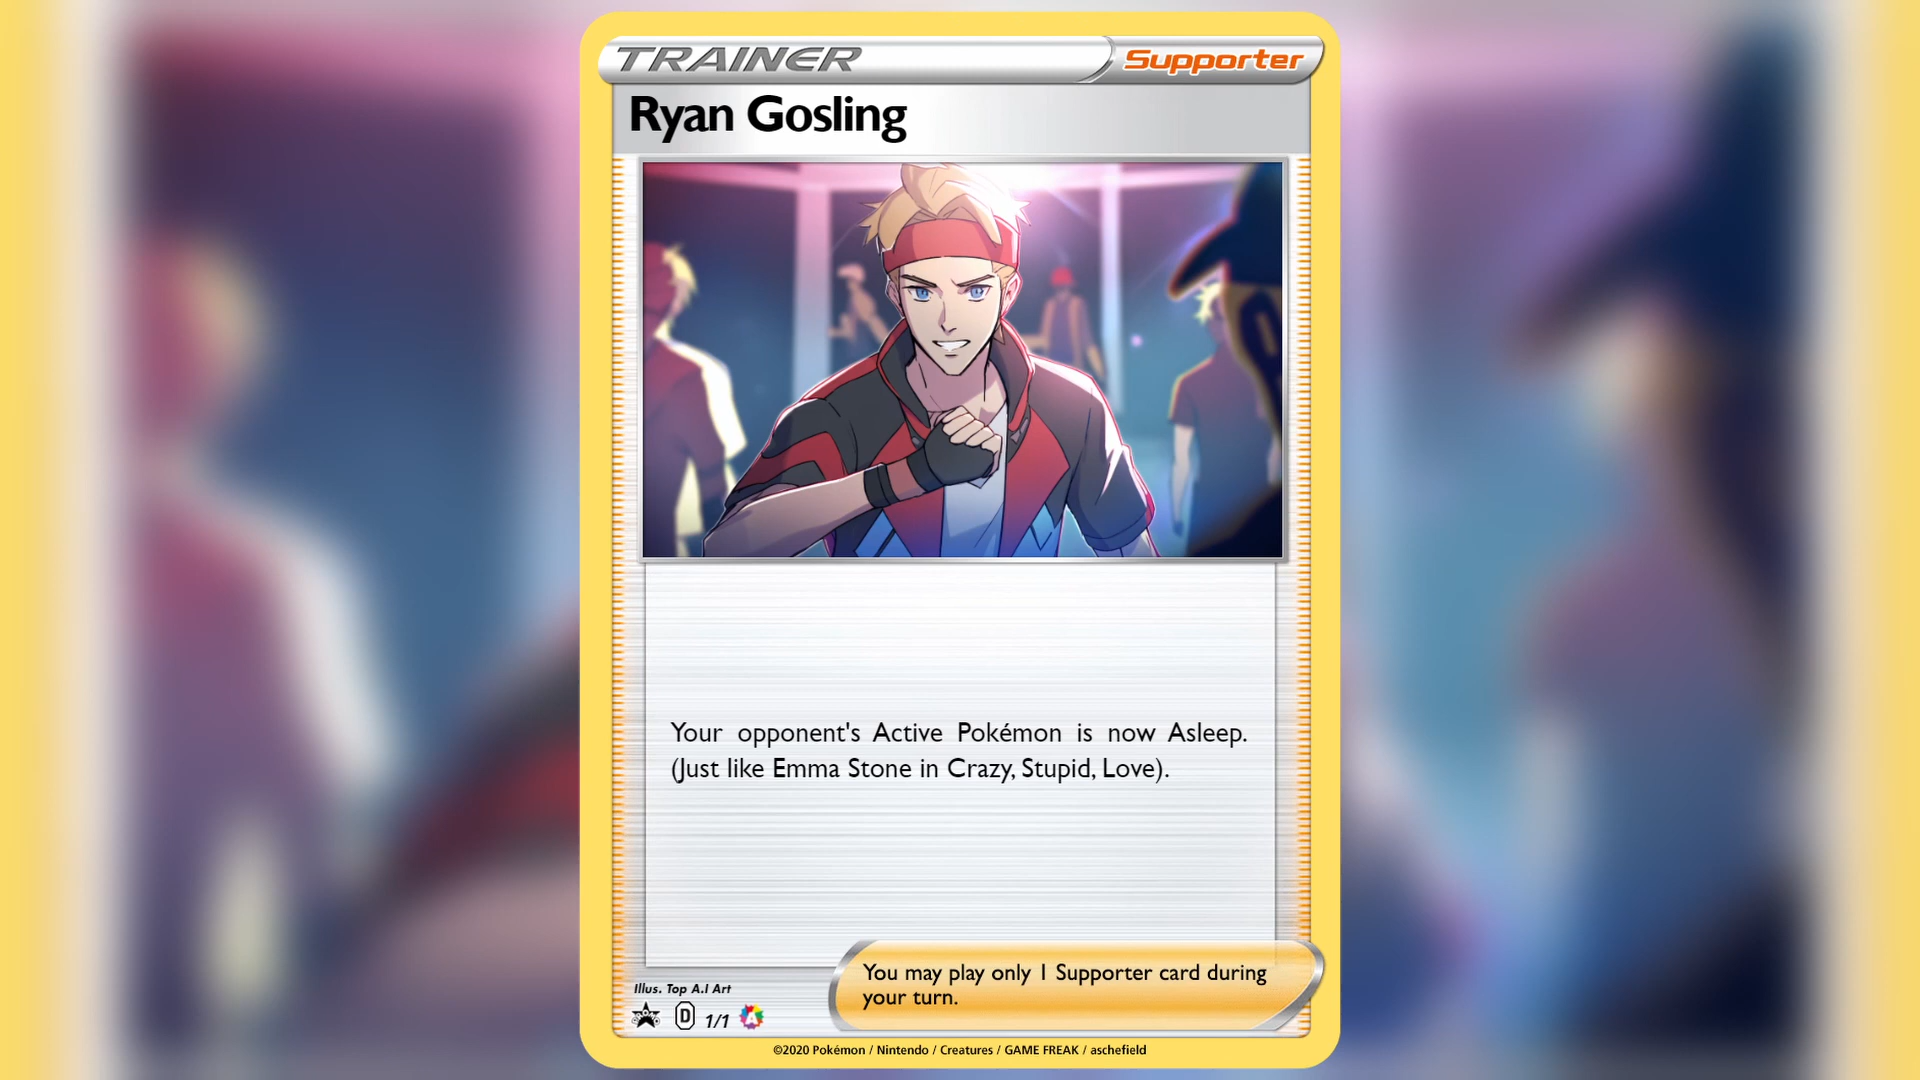 TRAINER
Supporter
Ryan Gosling
Your opponent's Active Pokémon is now Asleep.
(Just like Emma Stone in Crazy, Stupid, Love).
You may play only 1 Supporter card during
your turn.
Illus. Top A.I Art
D 1/1 A
©2020 Pokémon / Nintendo / Creatures / GAME FREAK / aschefield